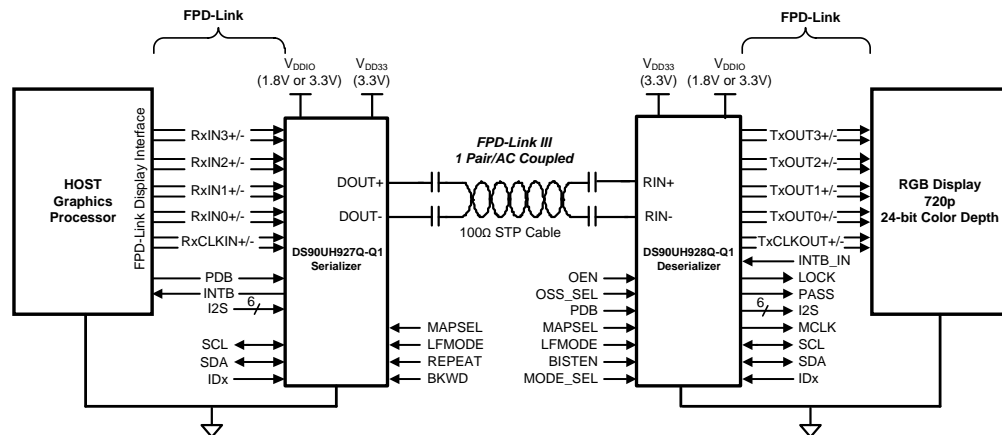 FPD-Link
FPD-Link
VDDIO
(1.8V or 3.3V)
VDD33
(3.3V)
VDD33
(3.3V)
VDDIO
(1.8V or 3.3V)
HOST
Graphics
Processor
FPD-Link Display Interface
RxIN3+/-
RxIN2+/-
RxIN1+/-
RxIN0+/-
RxCLKIN+/-
PDB
INTB
I2S
6
SCL
SDA
IDx
DOUT+
DOUT-
DS90UH927Q-Q1
Serializer
MAPSEL
LFMODE
REPEAT
BKWD
FPD-Link III
1 Pair/AC Coupled
100Ω STP Cable
RIN+
RIN-
DS90UH928Q-Q1
Deserializer
OEN
OSS_SEL
PDB
MAPSEL
LFMODE
BISTEN
MODE_SEL
TxOUT3+/-
TxOUT2+/-
TxOUT1+/-
TxOUT0+/-
TxCLKOUT+/-
INTB_IN
LOCK
PASS
6
I2S
MCLK
SCL
SDA
IDx
RGB Display
720p
24-bit Color Depth